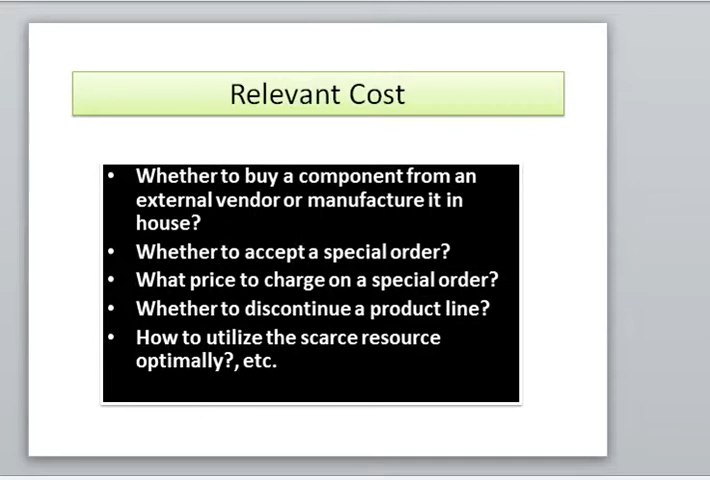 Relevant Cost
• Whether to buy a component from an
external vendor or manufacture it in
house?
• Whether to accept a special order?
• What price to charge on a special order?
• Whether to discontinue a product line?
• How to utilize the scarce resource
optimally?, etc.